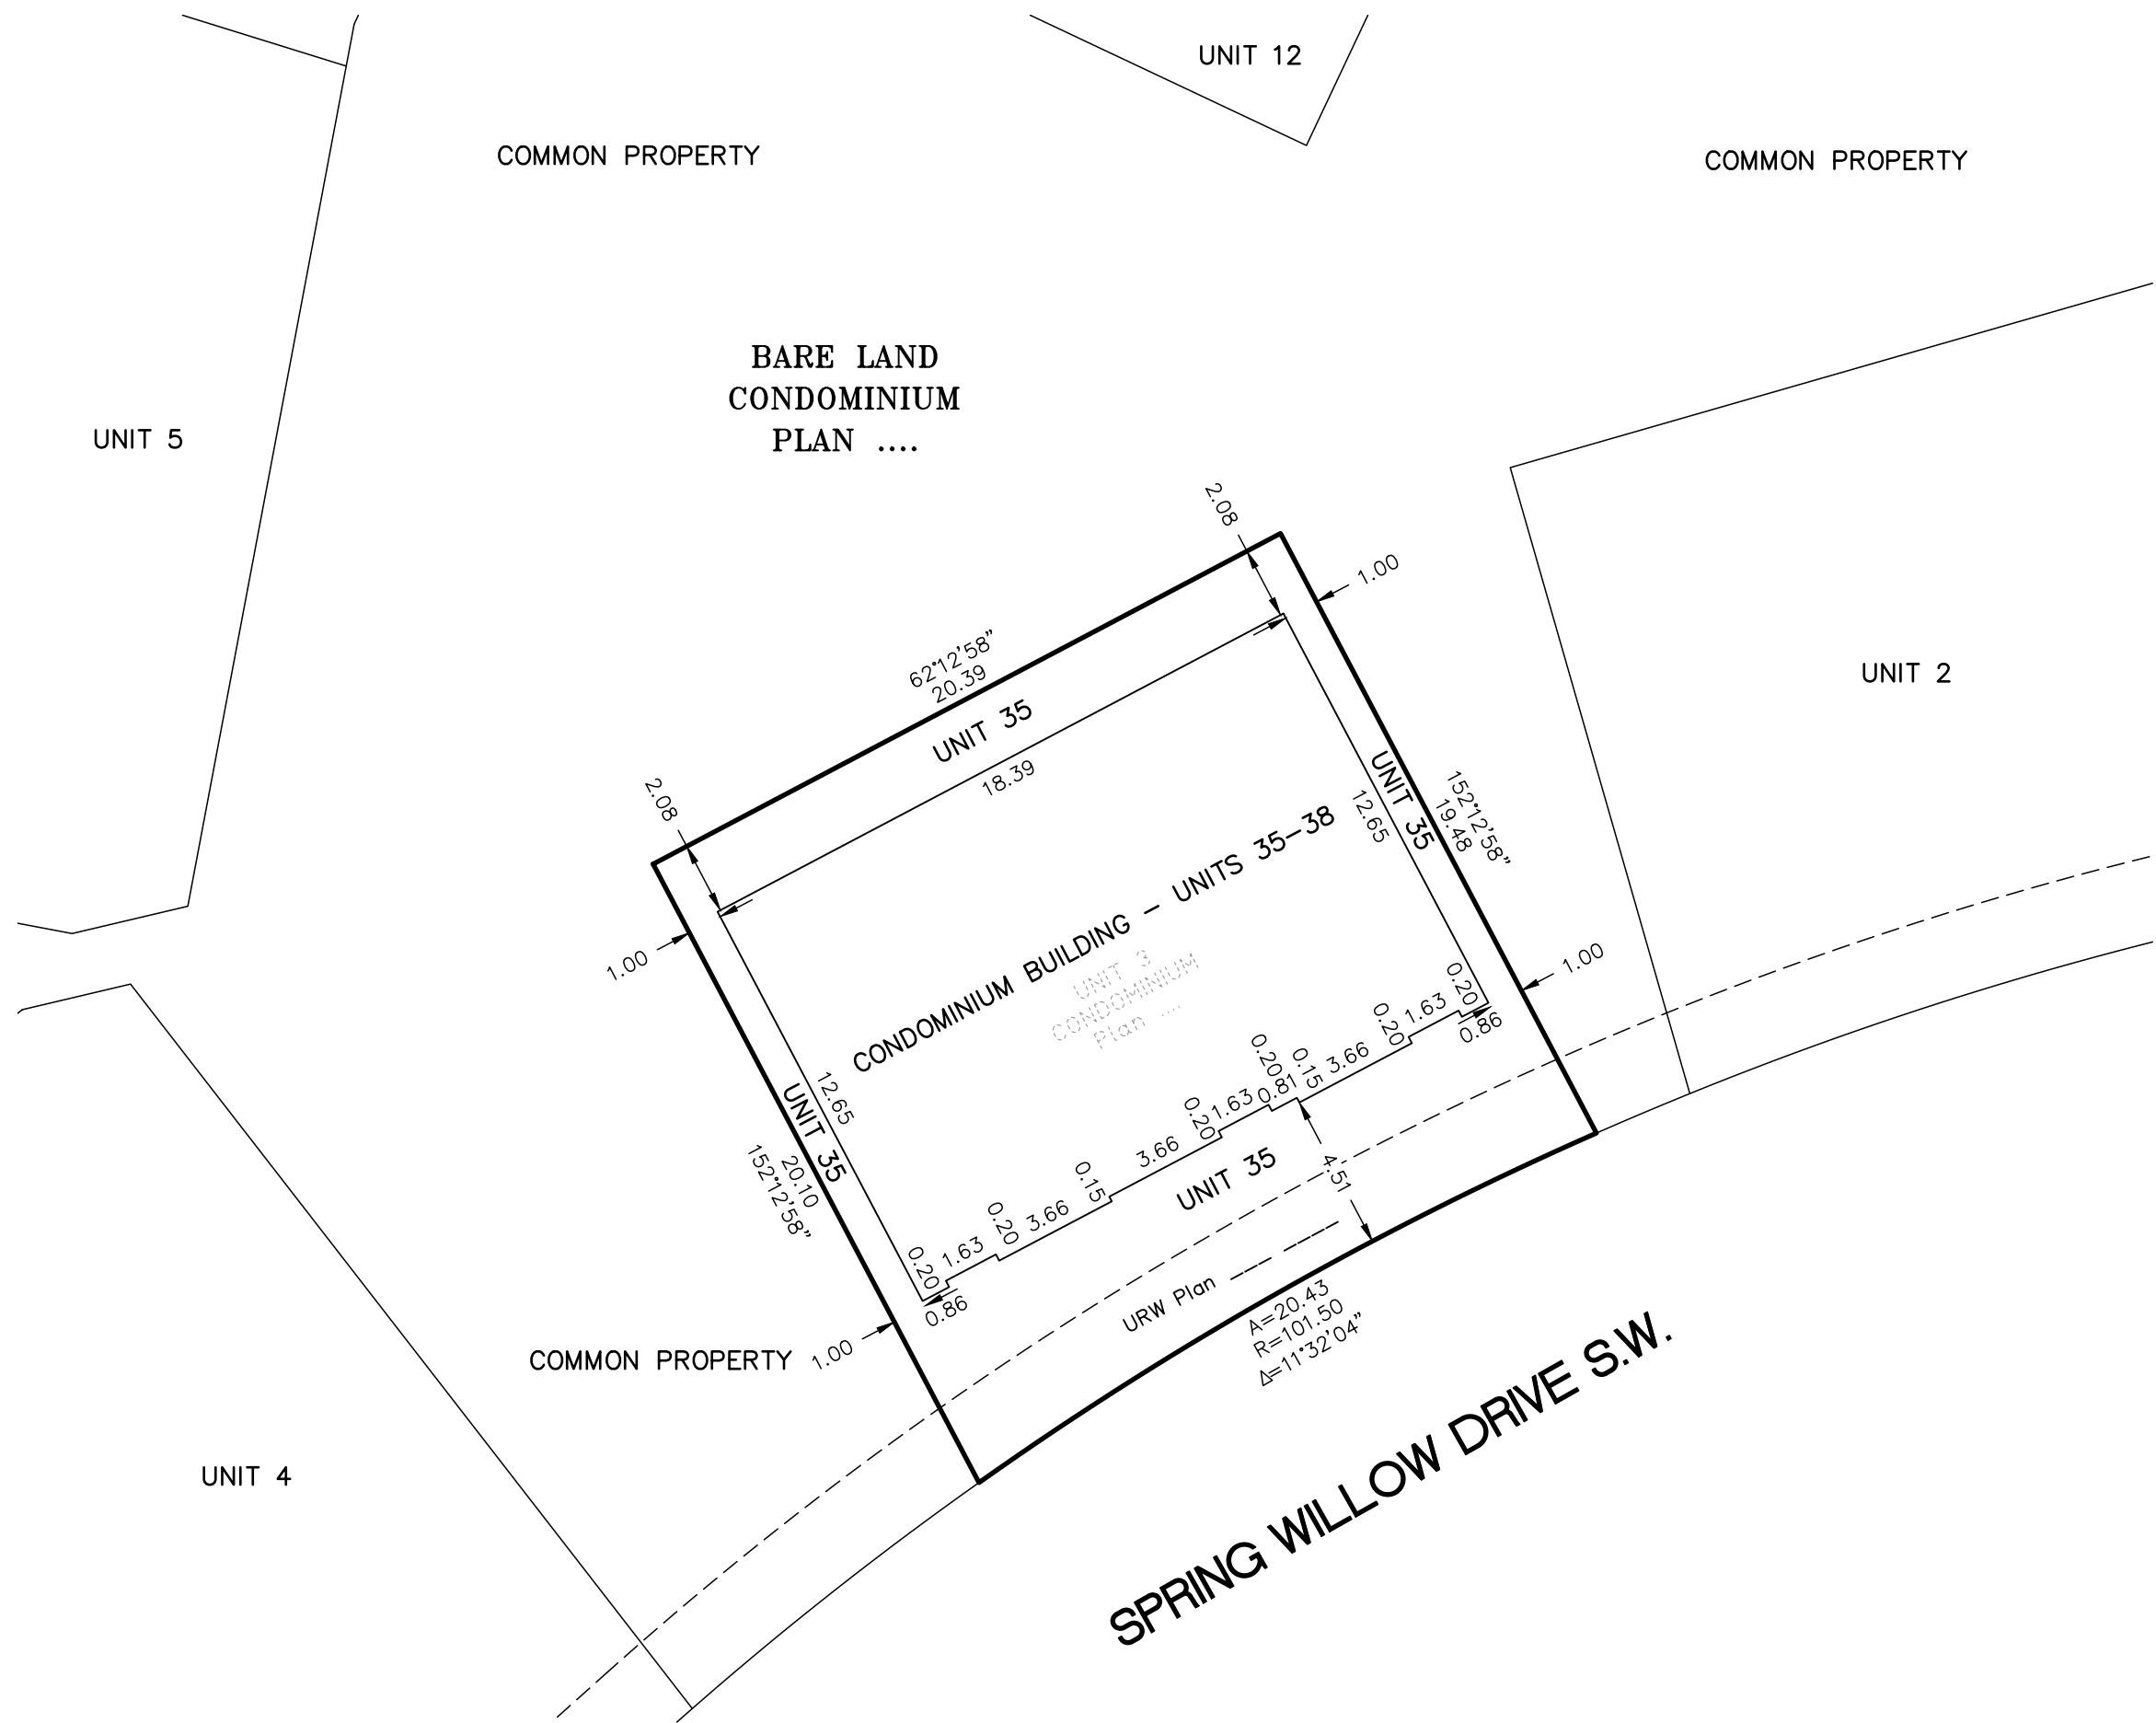 UNIT 12
COMMON PROPERTY
COMMON PROPERTY
BARE LAND
CONDOMINIUM
PLAN ....
UNIT 5
2.08
1.00
62°12'58"
20.39
UNIT 35
18.39
UNIT 2
2.08
1.00
UNIT 35
12.65
152°12'58"
19.48
CONDOMINIUM BUILDING - UNITS 35-38
UNIT 3
CONDOMINIUM
Plan ....
1.00
0.20
1.63
0.86
0.20
3.66
0.15
0.81
0.20
1.63
0.20
3.66
0.15
3.66
0.20
1.63
0.20
0.86
12.65
UNIT 35
20.10
152°12'58"
UNIT 35
4.51
URW Plan
A=20.43
R=101.50
Δ=11°32'04"
COMMON PROPERTY
1.00
UNIT 4
SPRING WILLOW DRIVE S.W.